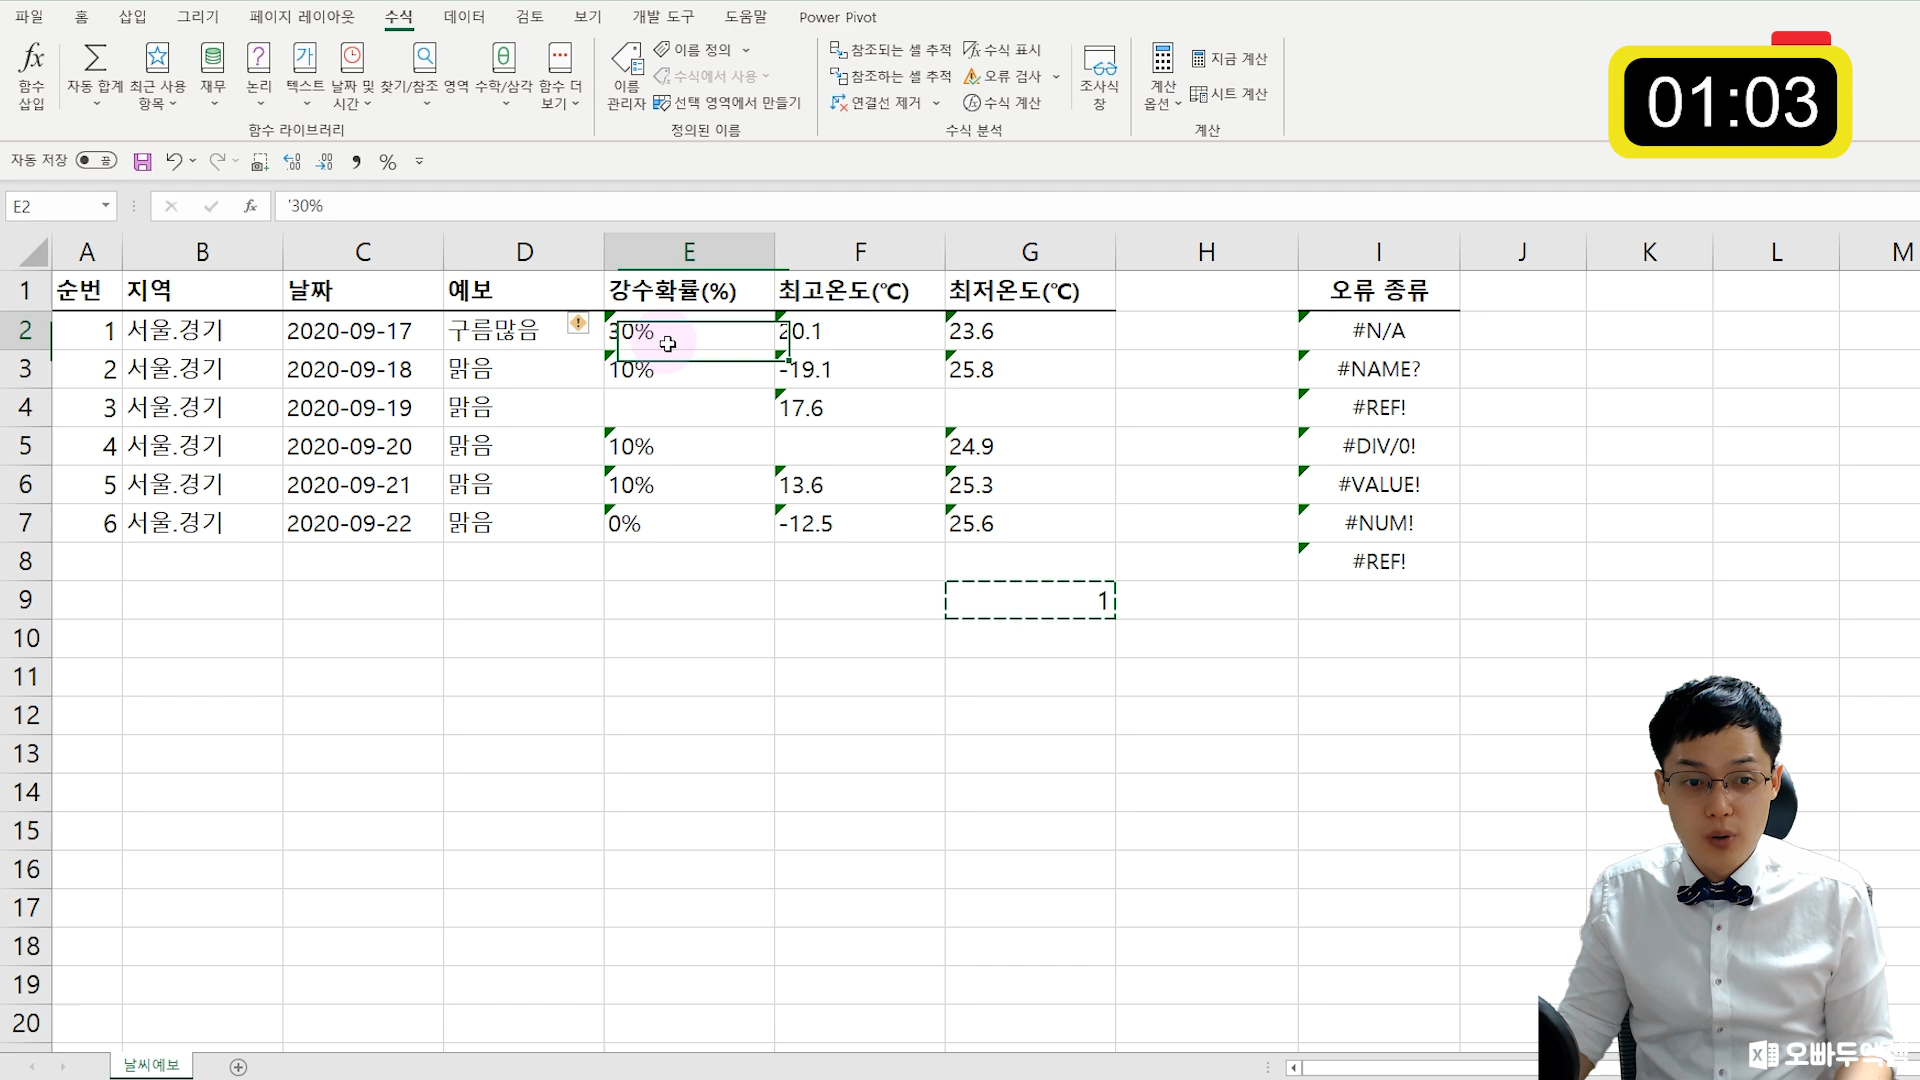 파일 홈 삽입 그리기 페이지 레이아웃 수식 데이터 검토 보기 개발 도구 도움말 Power Pivot
함수 삽입 자동 합계 최근 사용 항목 재무 논리 텍스트 날짜 및 시간 찾기/참조 영역 수학/삼각 함수 더 보기
함수 라이브러리
이름 관리자
이름 정의
수식에서 사용
선택 영역에서 만들기
정의된 이름
참조되는 셀 추적 수식 표시
참조하는 셀 추적 오류 검사
연결선 제거 수식 계산
수식 분석
조사식 창
계산 옵션
지금 계산
시트 계산
계산
01:03
자동 저장 끔
E2 fx '30%
A B C D E F G H I J K L M
1 순번 지역 날짜 예보 강수확률(%) 최고온도(℃) 최저온도(℃) 오류 종류
2 1 서울.경기 2020-09-17 구름많음 30% 20.1 23.6 #N/A
3 2 서울.경기 2020-09-18 맑음 10% -19.1 25.8 #NAME?
4 3 서울.경기 2020-09-19 맑음 17.6 #REF!
5 4 서울.경기 2020-09-20 맑음 10% 24.9 #DIV/0!
6 5 서울.경기 2020-09-21 맑음 10% 13.6 25.3 #VALUE!
7 6 서울.경기 2020-09-22 맑음 0% -12.5 25.6 #NUM!
8 #REF!
9 1
10
11
12
13
14
15
16
17
18
19
20
날씨예보